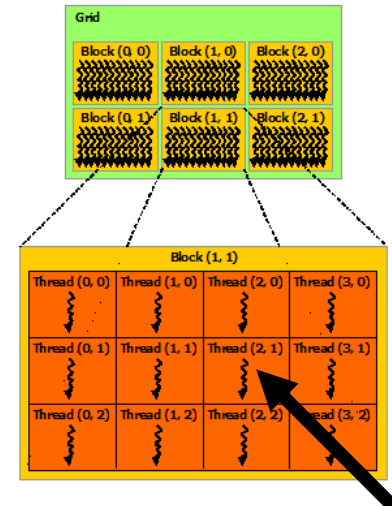 Grid
Block (0, 0) Block (1, 0) Block (2, 0)
Block (0, 1) Block (1, 1) Block (2, 1)
Block (1, 1)
Thread (0, 0) Thread (1, 0) Thread (2, 0) Thread (3, 0)
Thread (0, 1) Thread (1, 1) Thread (2, 1) Thread (3, 1)
Thread (0, 2) Thread (1, 2) Thread (2, 2) Thread (3, 2)